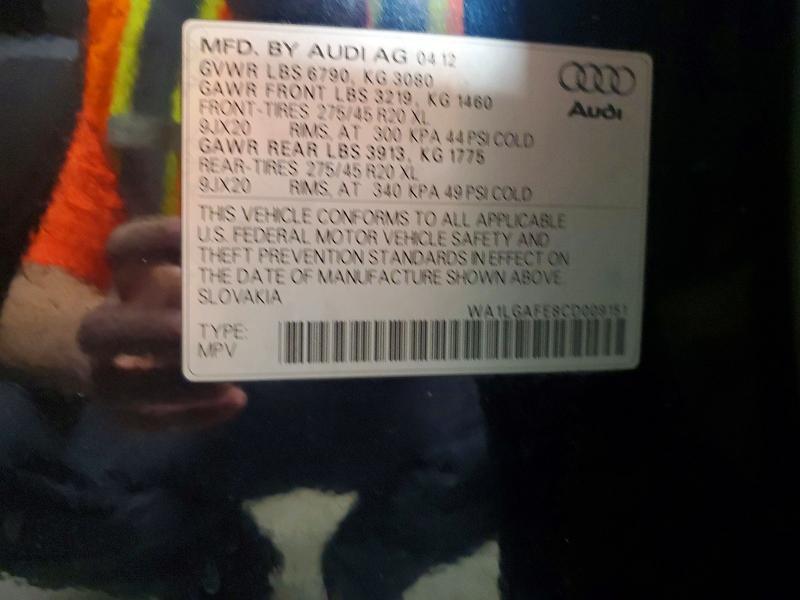 MFD. BY AUDI AG 04 12
GVWR LBS 6790, KG 3080
GAWR FRONT LBS 3219, KG 1460
FRONT-TIRES 275/45 R20 XL
9JX20 RIMS, AT 300 KPA 44 PSI COLD
GAWR REAR LBS 3913, KG 1775
REAR-TIRES 275/45 R20 XL
9JX20 RIMS, AT 340 KPA 49 PSI COLD
Audi
THIS VEHICLE CONFORMS TO ALL APPLICABLE
U.S. FEDERAL MOTOR VEHICLE SAFETY AND
THEFT PREVENTION STANDARDS IN EFFECT ON
THE DATE OF MANUFACTURE SHOWN ABOVE.
SLOVAKIA
WA1LGAFE8CD009151
TYPE:
MPV